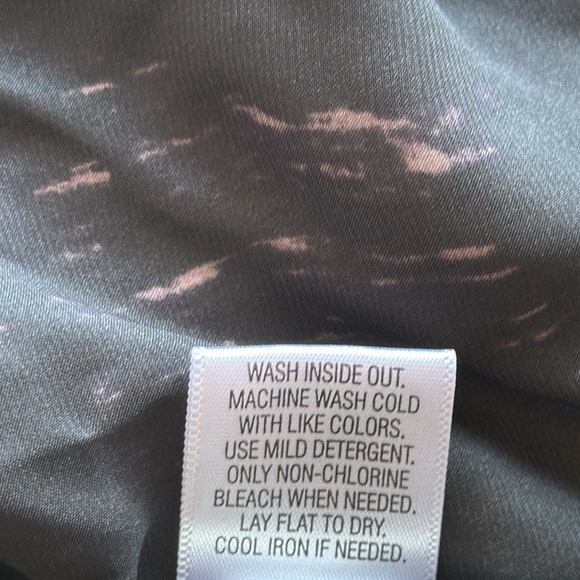 WASH INSIDE OUT.
MACHINE WASH COLD
WITH LIKE COLORS.
USE MILD DETERGENT.
ONLY NON-CHLORINE
BLEACH WHEN NEEDED.
LAY FLAT TO DRY.
COOL IRON IF NEEDED.